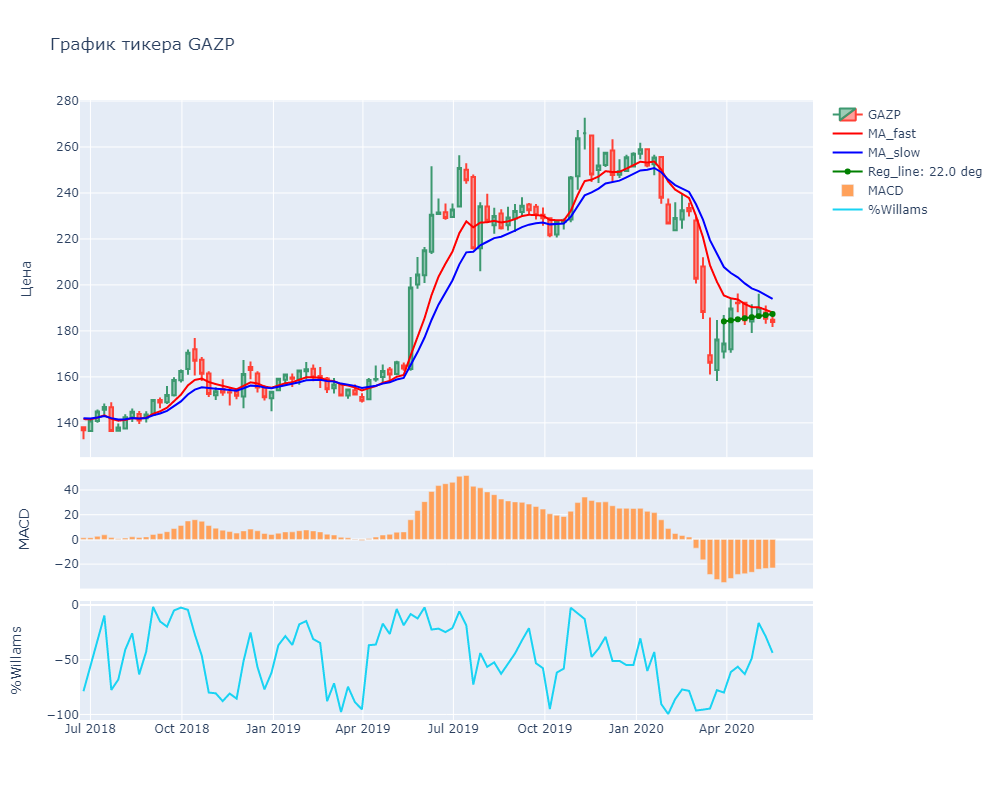 График тикера GAZP
280
260
240
220
200
180
160
140
Цена
GAZP
MA_fast
MA_slow
Reg_line: 22.0 deg
MACD
%Willams
40
20
0
−20
MACD
0
−50
−100
%Willams
Jul 2018 Oct 2018 Jan 2019 Apr 2019 Jul 2019 Oct 2019 Jan 2020 Apr 2020